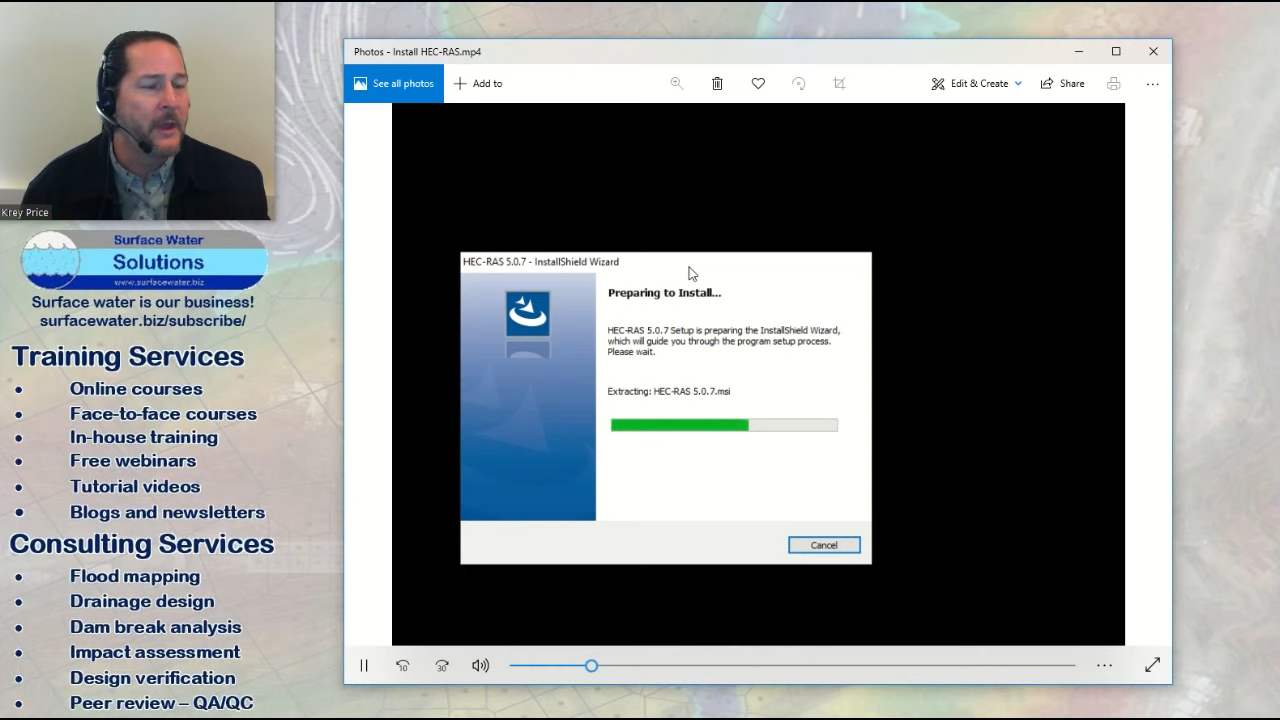 Krey Price
Surface Water
Solutions
www.surfacewater.biz
Surface water is our business!
surfacewater.biz/subscribe/
Training Services
• Online courses
• Face-to-face courses
• In-house training
• Free webinars
• Tutorial videos
• Blogs and newsletters
Consulting Services
• Flood mapping
• Drainage design
• Dam break analysis
• Impact assessment
• Design verification
• Peer review – QA/QC
Photos - Install HEC-RAS.mp4
See all photos
Add to
Edit & Create
Share
HEC-RAS 5.0.7 - InstallShield Wizard
Preparing to Install...
HEC-RAS 5.0.7 Setup is preparing the InstallShield Wizard,
which will guide you through the program setup process.
Please wait.
Extracting: HEC-RAS 5.0.7.msi
Cancel
10
30